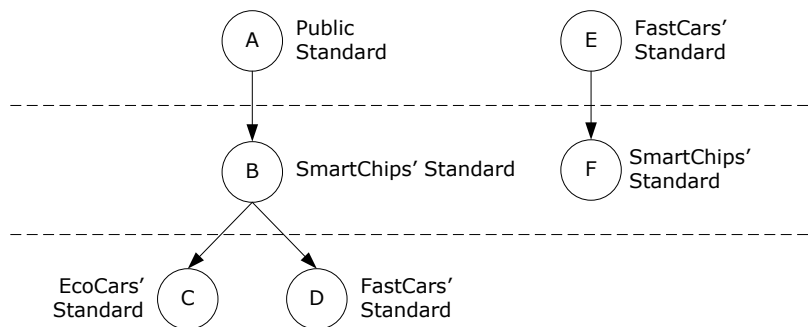 A
Public
Standard
E
FastCars’
Standard
B
SmartChips’ Standard
F
SmartChips’
Standard
EcoCars’
Standard
C
D
FastCars’
Standard